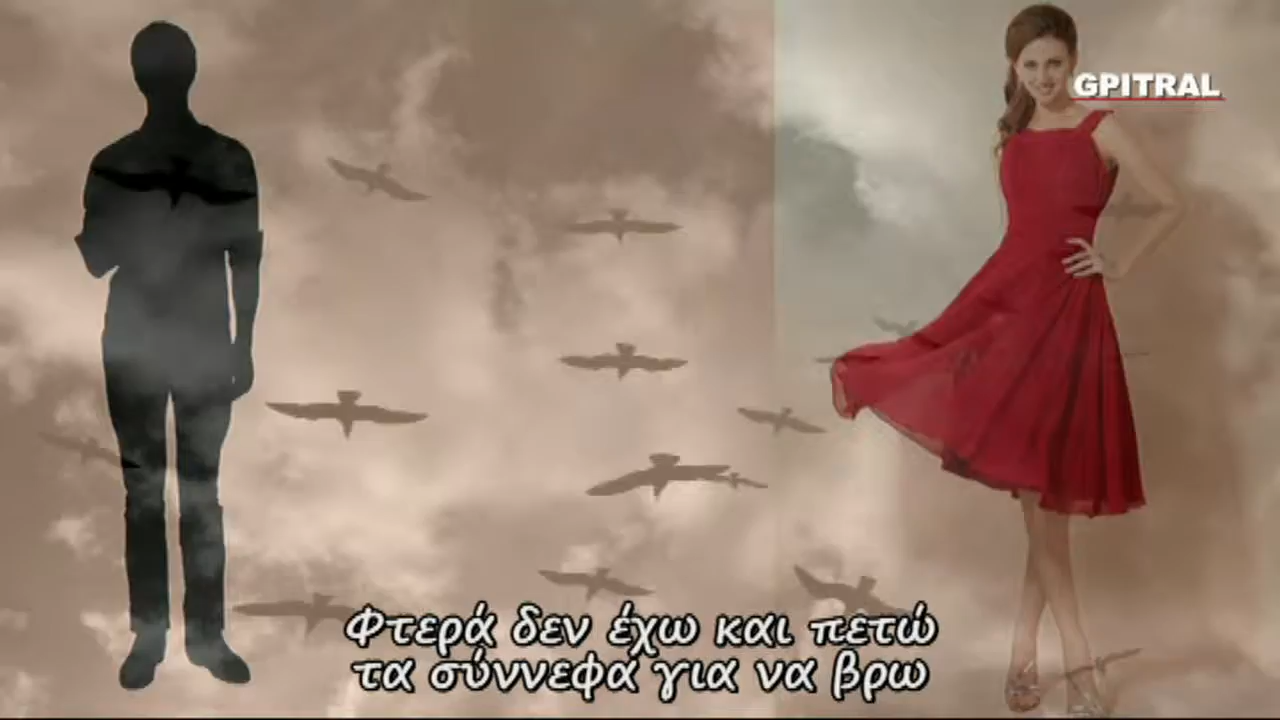 GPITRAL
Φτερά δεν έχω και πετώ
τα σύννεφα για να βρω